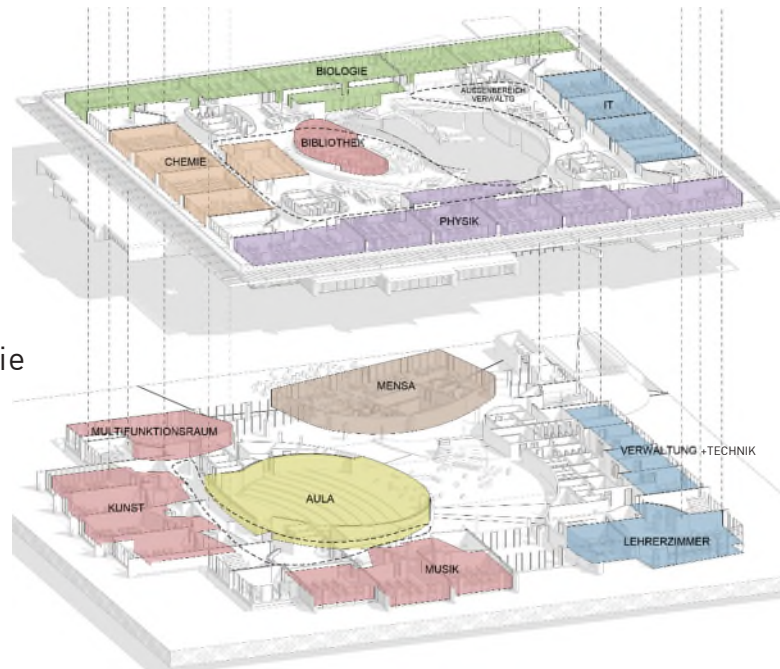 BIOLOGIE
AUSSENBEREICH
VERWALTG
IT
BIBLIOTHEK
CHEMIE
PHYSIK
ie
MENSA
MULTIFUNKTIONSRAUM
VERWALTUNG +TECHNIK
KUNST
AULA
LEHRERZIMMER
MUSIK